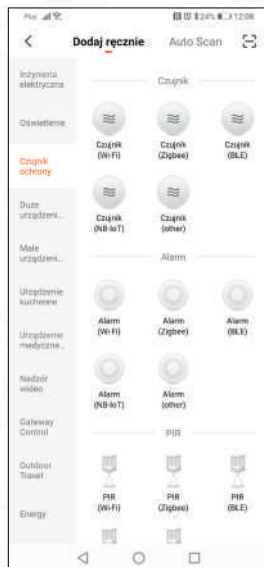 Plus 24% 12:08
Dodaj ręcznie Auto Scan
Inżynieria
elektryczna
Oświetlenie
Czujnik
ochrony
Duże
urządzeni...
Małe
urządzeni...
Urządzenie
kuchenne
Urządzenie
medyczne...
Nadzór
wideo
Gateway
Control
Outdoor
Travel
Energy
Czujnik
Czujnik
(Wi-Fi)
Czujnik
(Zigbee)
Czujnik
(BLE)
Czujnik
(NB-IoT)
Czujnik
(other)
Alarm
Alarm
(Wi-Fi)
Alarm
(Zigbee)
Alarm
(BLE)
Alarm
(NB-IoT)
Alarm
(other)
PIR
PIR
(Wi-Fi)
PIR
(Zigbee)
PIR
(BLE)